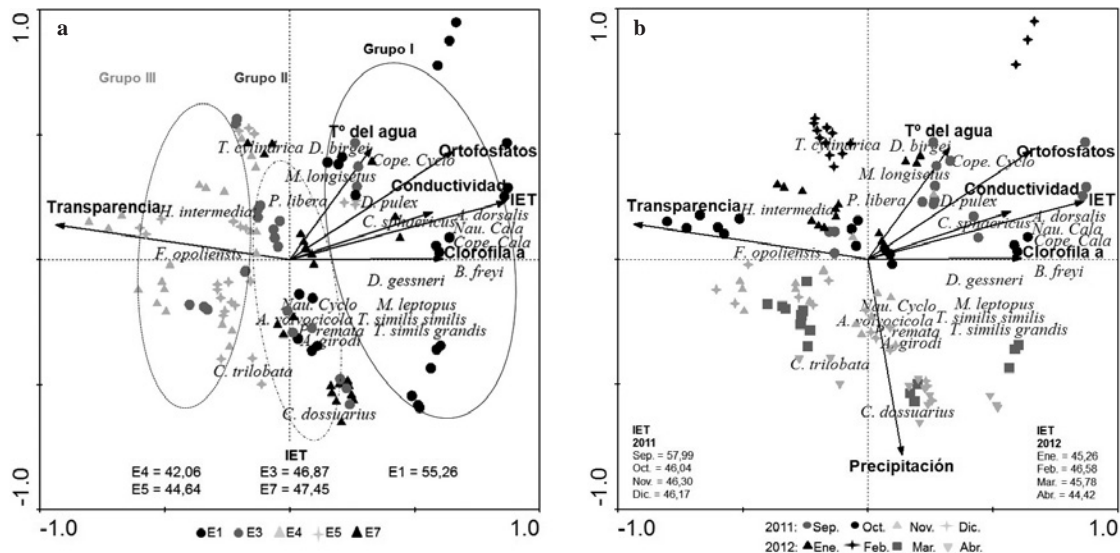 a
1.0
Grupo I
Grupo III
Grupo II
Tº del agua
T. cylindrica
D. birgei
Ortofosfatos
Cope. Cyclo
M. longisetus
Conductividad
P. libera
D. pulex
IET
Transparencia
H. intermedia
C. sphaericus
A. dorsalis
Nau. Cala
Cope. Cala
F. opoliensis
Clorofila a
B. freyi
D. gessneri
Nau. Cyclo
M. leptopus
A. volvocicola
T. similis similis
remata
T. similis grandis
A. girodi
C. trilobata
C. dossuarius
IET
E4 = 42,06
E3 = 46,87
E1 = 55,26
E5 = 44,64
E7 = 47,45
-1.0
-1.0
1.0
E1
E3
E4
E5
E7
b
1.0
Tº del agua
T. cylindrica
D. birgei
Ortofosfatos
Cope. Cyclo
M. longisetus
Conductividad
P. libera
D. pulex
IET
Transparencia
H. intermedia
C. sphaericus
A. dorsalis
Nau. Cala
Cope. Cala
F. opoliensis
Clorofila a
B. freyi
D. gessneri
Nau. Cyclo
M. leptopus
A. volvocicola
T. similis similis
remata
T. similis grandis
A. girodi
C. trilobata
C. dossuarius
Precipitación
IET
2011
Sep. = 57,99
Oct. = 46,04
Nov. = 46,30
Dic. = 46,17
IET
2012
Ene. = 45,26
Feb. = 46,58
Mar. = 45,78
Abr. = 44,42
-1.0
-1.0
1.0
2011: Sep. Oct. Nov. Dic.
2012: Ene. Feb. Mar. Abr.